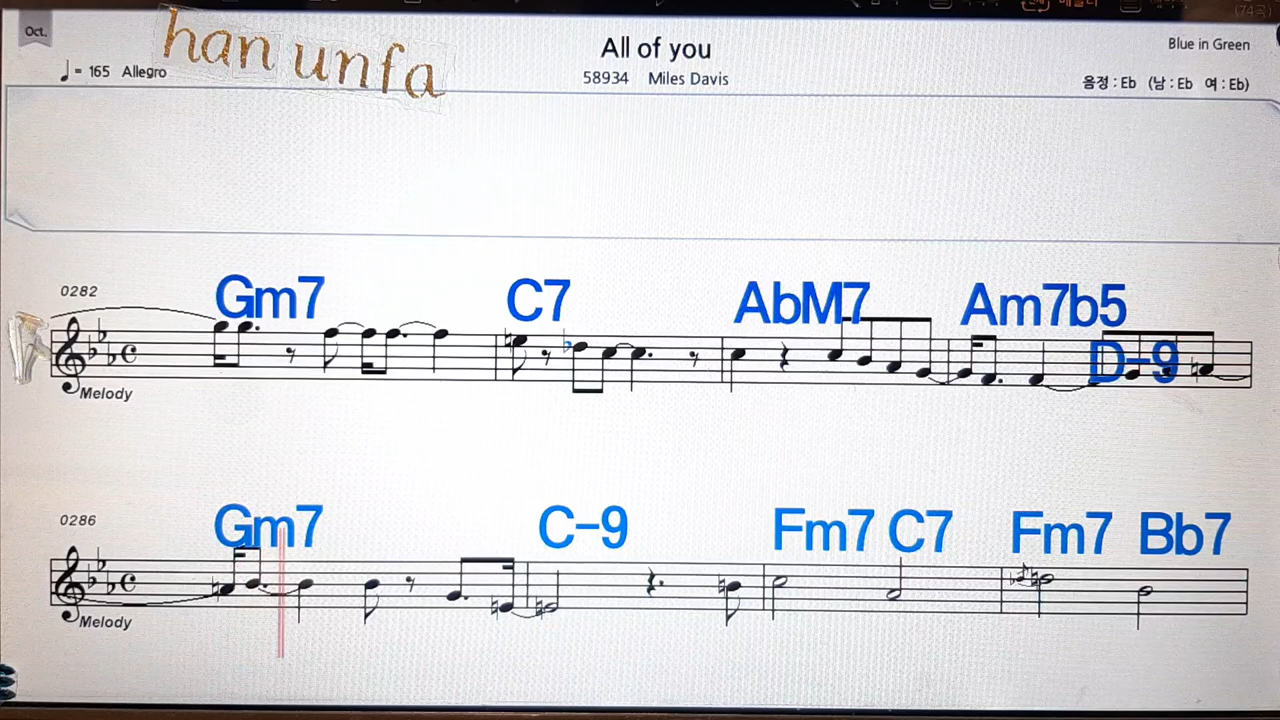 Oct.
han unfa
All of you
Blue in Green
♩= 165 Allegro
58934 Miles Davis
음정 : Eb (남 : Eb 여 : Eb)
0282
Gm7 C7 AbM7 Am7b5
D-9
Melody
0286
Gm7 C-9 Fm7 C7 Fm7 Bb7
Melody